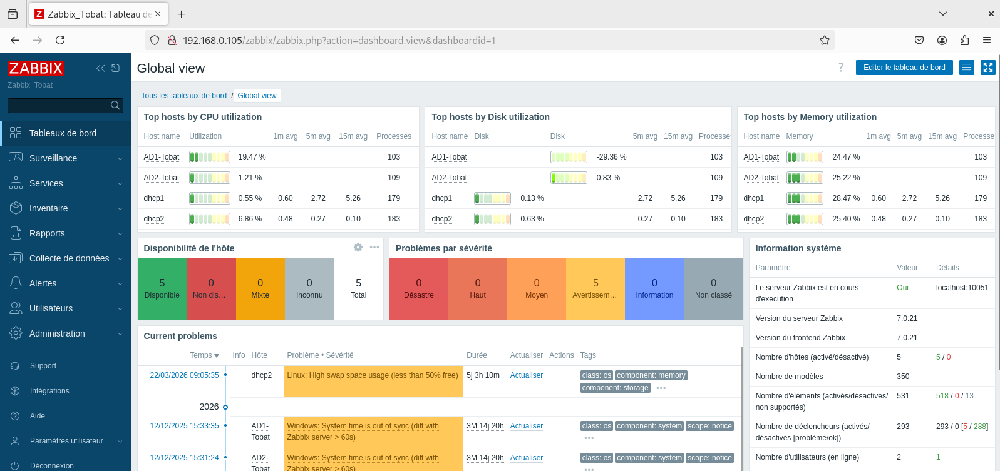 Zabbix_Tobat: Tableau de
192.168.0.105/zabbix/zabbix.php?action=dashboard.view&dashboardid=1
ZABBIX
Zabbix_Tobat
Tableaux de bord
Surveillance
Services
Inventaire
Rapports
Collecte de données
Alertes
Utilisateurs
Administration
Support
Intégrations
Aide
Paramètres utilisateur
Déconnexion
Global view
? Editer le tableau de bord
Tous les tableaux de bord / Global view
Top hosts by CPU utilization
Host name Utilization 1m avg 5m avg 15m avg Processes
AD1-Tobat 19.47 % 103
AD2-Tobat 1.21 % 109
dhcp1 0.55 % 0.60 2.72 5.26 179
dhcp2 6.86 % 0.48 0.27 0.10 183
Top hosts by Disk utilization
Host name Disk Disk 5m avg 15m avg Processes
AD1-Tobat -29.36 % 103
AD2-Tobat 0.83 % 109
dhcp1 0.13 % 2.72 5.26 179
dhcp2 0.63 % 0.27 0.10 183
Top hosts by Memory utilization
Host name Memory 1m avg 5m avg 15m avg Processe
AD1-Tobat 24.47 % 103
AD2-Tobat 25.22 % 109
dhcp1 28.47 % 0.60 2.72 5.26 179
dhcp2 25.40 % 0.48 0.27 0.10 183
Disponibilité de l'hôte
5 0 0 0 5
Disponible Non dis... Mixte Inconnu Total
Problèmes par sévérité
0 0 0 5 0 0
Désastre Haut Moyen Avertissem... Information Non classé
Current problems
Temps Info Hôte Problème • Sévérité Durée Actualiser Actions Tags
22/03/2026 09:05:35 dhcp2 Linux: High swap space usage (less than 50% free) 5j 3h 10m Actualiser class: os component: memory
component: storage •••
2026
12/12/2025 15:33:35 AD1- Windows: System time is out of sync (diff with 3M 14j 20h Actualiser class: os component: system scope: notice
Tobat Zabbix server > 60s) •••
12/12/2025 15:31:24 AD2- Windows: System time is out of sync (diff with 3M 14j 20h Actualiser class: os component: system scope: notice
Tobat Zabbix server > 60s) •••
Information système
Paramètre Valeur Détails
Le serveur Zabbix est en cours Oui localhost:10051
d'exécution
Version du serveur Zabbix 7.0.21
Version du frontend Zabbix 7.0.21
Nombre d'hôtes (activé/désactivé) 5 5 / 0
Nombre de modèles 350
Nombre d'éléments (activés/désactivés/ 531 518 / 0 / 13
non supportés)
Nombre de déclencheurs (activés/ 293 293 / 0 [5 / 288]
désactivés [problème/ok])
Nombre d'utilisateurs (en ligne) 2 1